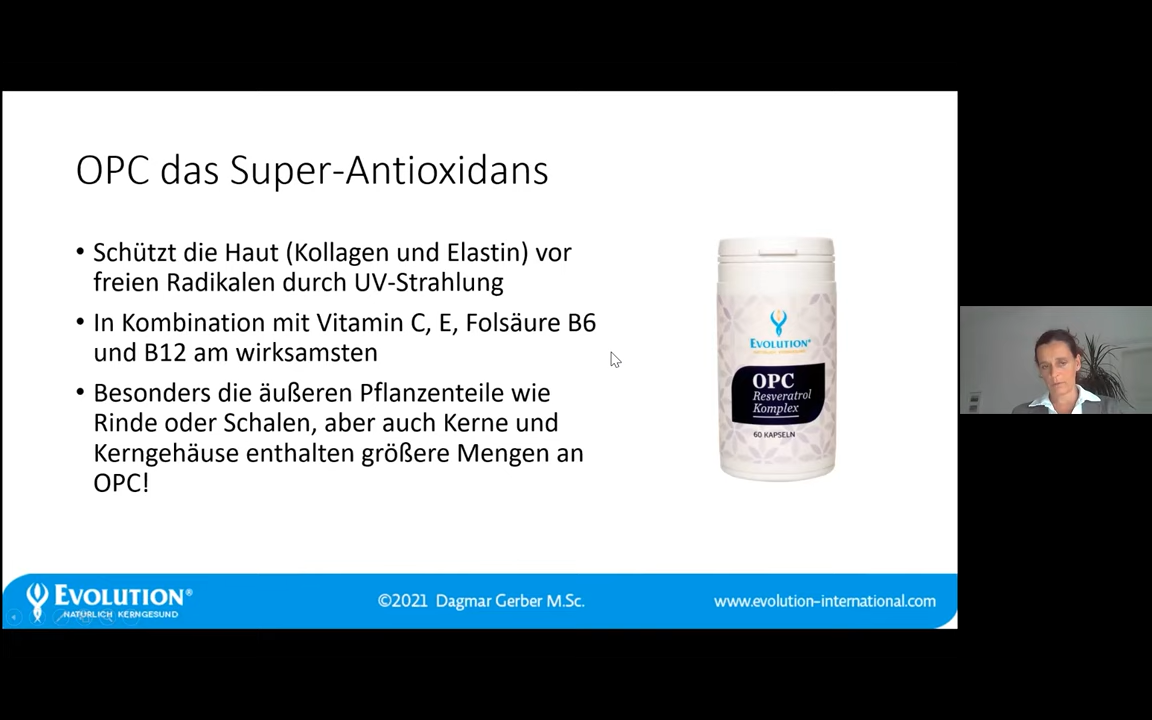 OPC das Super-Antioxidans
• Schützt die Haut (Kollagen und Elastin) vor
freien Radikalen durch UV-Strahlung
• In Kombination mit Vitamin C, E, Folsäure B6
und B12 am wirksamsten
• Besonders die äußeren Pflanzenteile wie
Rinde oder Schalen, aber auch Kerne und
Kerngehäuse enthalten größere Mengen an
OPC!
EVOLUTION®
OPC
Resveratrol
Komplex
60 KAPSELN
EVOLUTION®
NATÜRLICH KERNGESUND
©2021 Dagmar Gerber M.Sc.
www.evolution-international.com